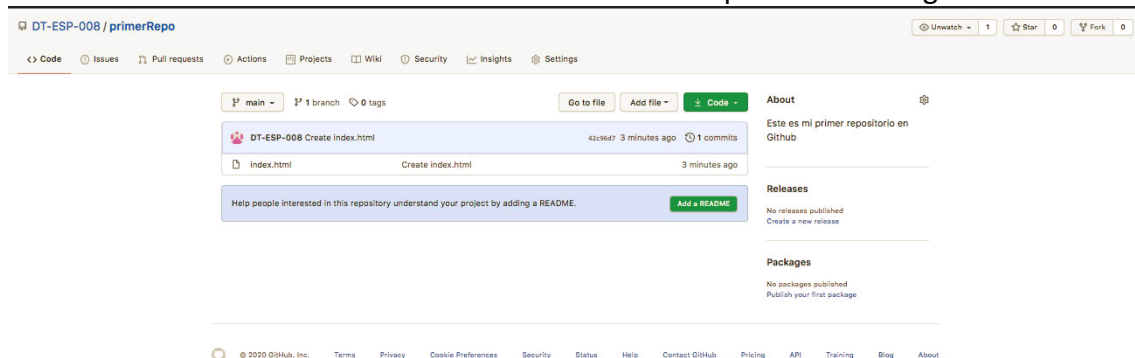 DT-ESP-008 / primerRepo
Unwatch 1 Star 0 Fork 0
<> Code Issues Pull requests Actions Projects Wiki Security Insights Settings
main 1 branch 0 tags
Go to file Add file Code
DT-ESP-008 Create index.html 42c96d7 3 minutes ago 1 commits
index.html Create index.html 3 minutes ago
Help people interested in this repository understand your project by adding a README. Add a README
About
Este es mi primer repositorio en
Github
Releases
No releases published
Create a new release
Packages
No packages published
Publish your first package
© 2020 GitHub, Inc. Terms Privacy Cookie Preferences Security Status Help Contact GitHub Pricing API Training Blog About